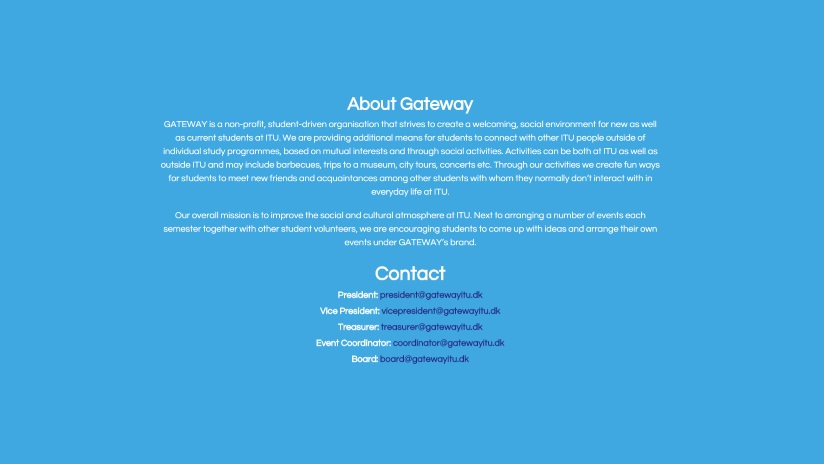 About Gateway
GATEWAY is a non-profit, student-driven organisation that strives to create a welcoming, social environment for new as well
as current students at ITU. We are providing additional means for students to connect with other ITU people outside of
individual study programmes, based on mutual interests and through social activities. Activities can be both at ITU as well as
outside ITU and may include barbecues, trips to a museum, city tours, concerts etc. Through our activities we create fun ways
for students to meet new friends and acquaintances among other students with whom they normally don't interact with in
everyday life at ITU.
Our overall mission is to improve the social and cultural atmosphere at ITU. Next to arranging a number of events each
semester together with other student volunteers, we are encouraging students to come up with ideas and arrange their own
events under GATEWAY's brand.
Contact
President: president@gatewayitu.dk
Vice President: vicepresident@gatewayitu.dk
Treasurer: treasurer@gatewayitu.dk
Event Coordinator: coordinator@gatewayitu.dk
Board: board@gatewayitu.dk